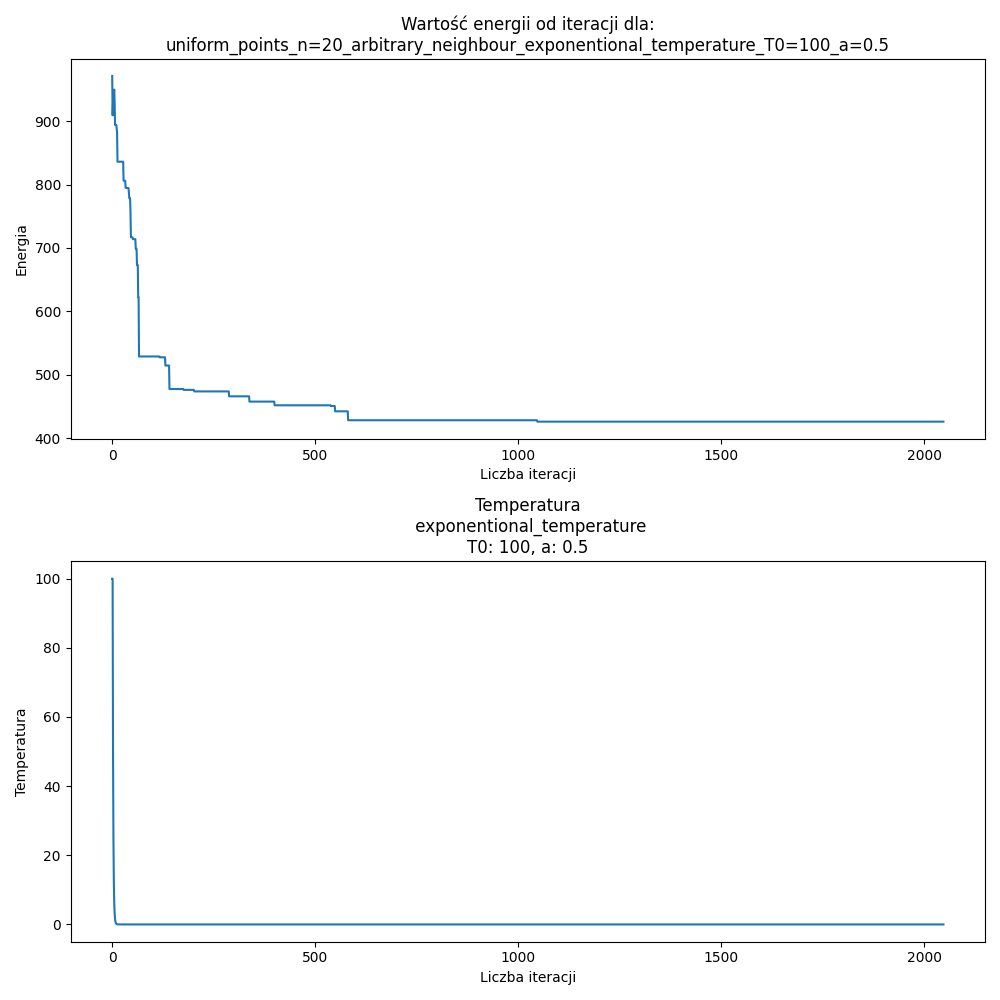 Wartość energii od iteracji dla:
uniform_points_n=20_arbitrary_neighbour_exponential_temperature_T0=100_a=0.5
900
800
700
600
500
400
Energia
0 500 1000 1500 2000
Liczba iteracji
Temperatura
exponentional_temperature
T0: 100, a: 0.5
100
80
60
40
20
0
Temperatura
0 500 1000 1500 2000
Liczba iteracji